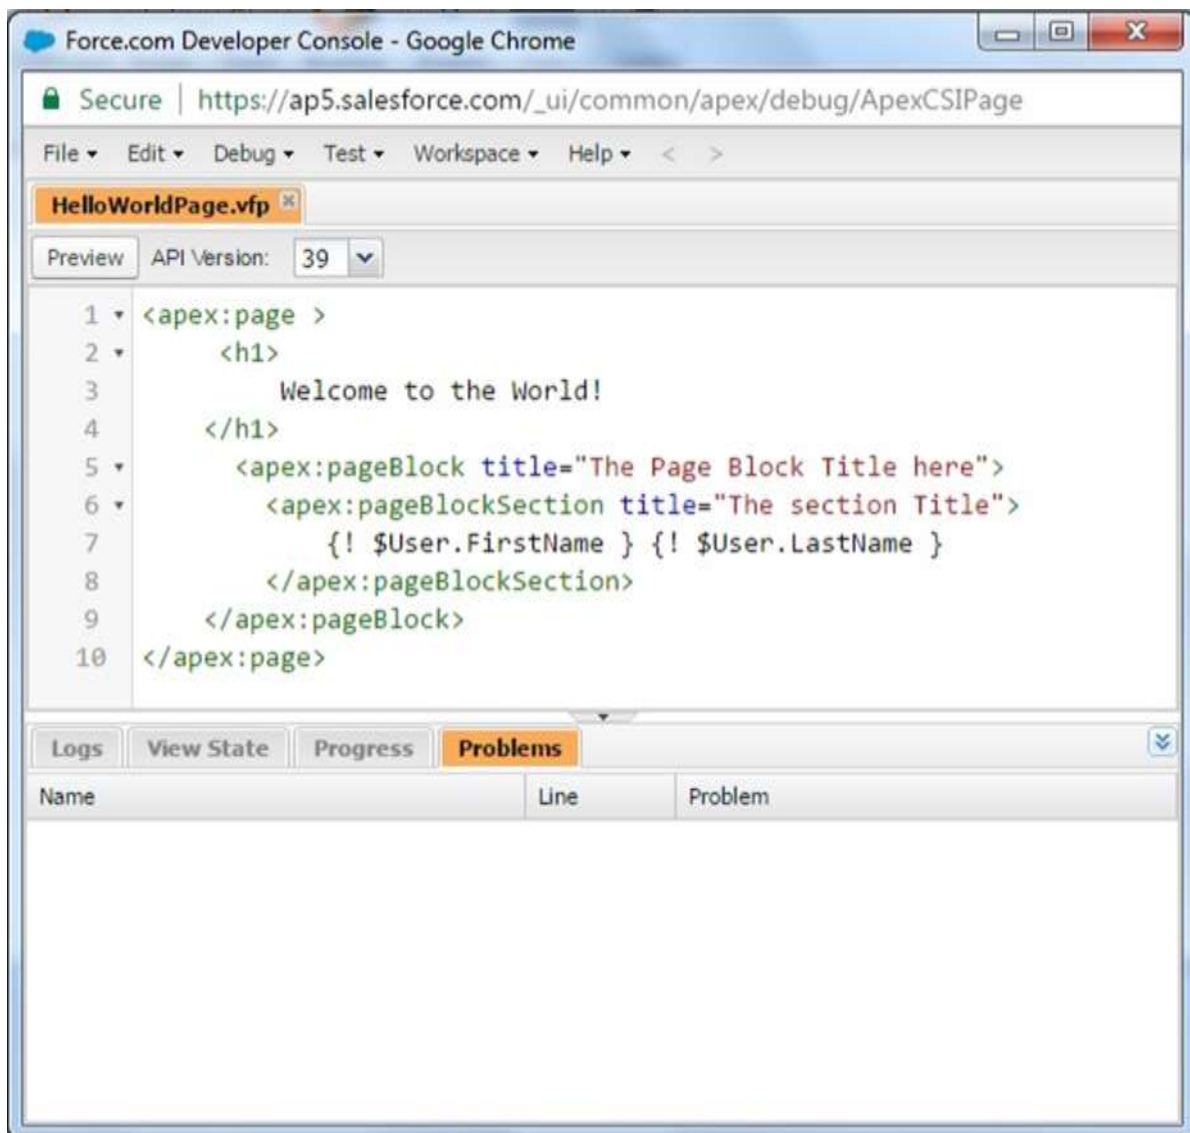 Force.com Developer Console - Google Chrome
Secure | https://ap5.salesforce.com/_ui/common/apex/debug/ApexCSIPage
File Edit Debug Test Workspace Help < >
HelloWorldPage.vfp
Preview API Version: 39
1 <apex:page >
2 <h1>
3 Welcome to the World!
4 </h1>
5 <apex:pageBlock title="The Page Block Title here">
6 <apex:pageBlockSection title="The section Title">
7 {! $User.FirstName } {! $User.LastName }
8 </apex:pageBlockSection>
9 </apex:pageBlock>
10 </apex:page>
Logs View State Progress Problems
Name Line Problem